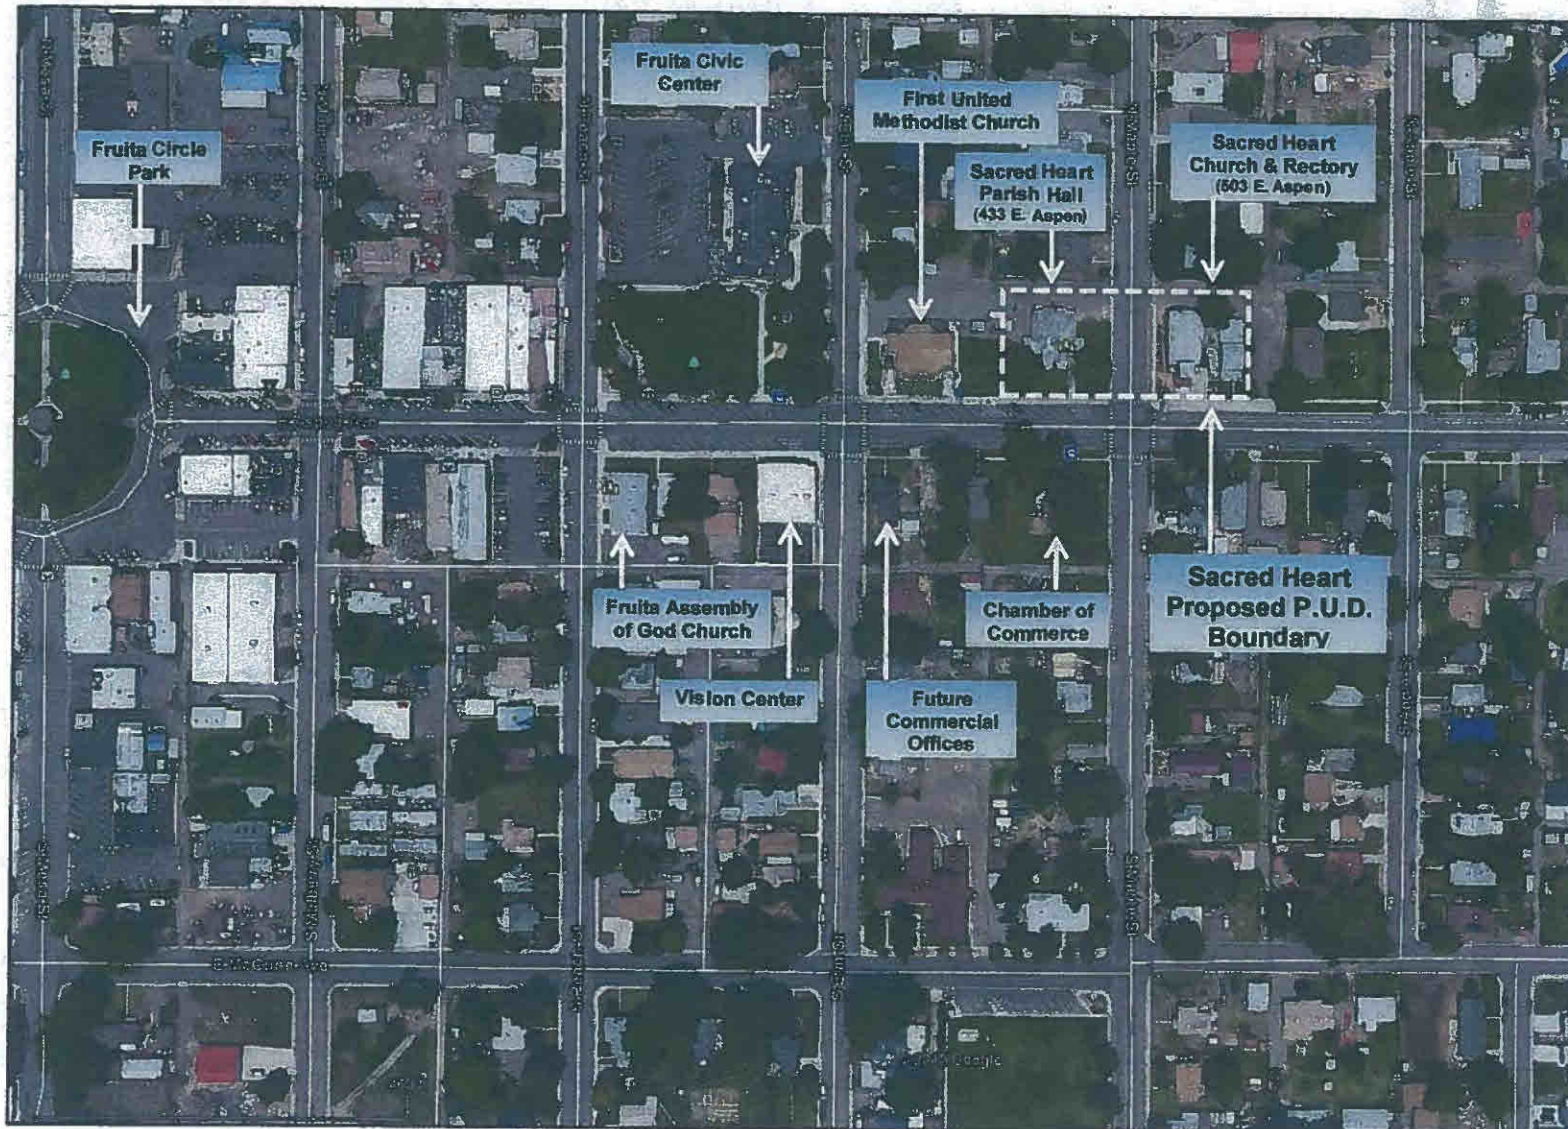 Fruita Civic
Center
First United
Methodist Church
Fruita Circle
Park
Sacred Heart
Church & Rectory
(503 E. Aspen)
Sacred Heart
Parish Hall
(433 E. Aspen)
Sacred Heart
Proposed P.U.D.
Boundary
Fruita Assembly
of God Church
Chamber of
Commerce
Vision Center
Future
Commercial
Offices